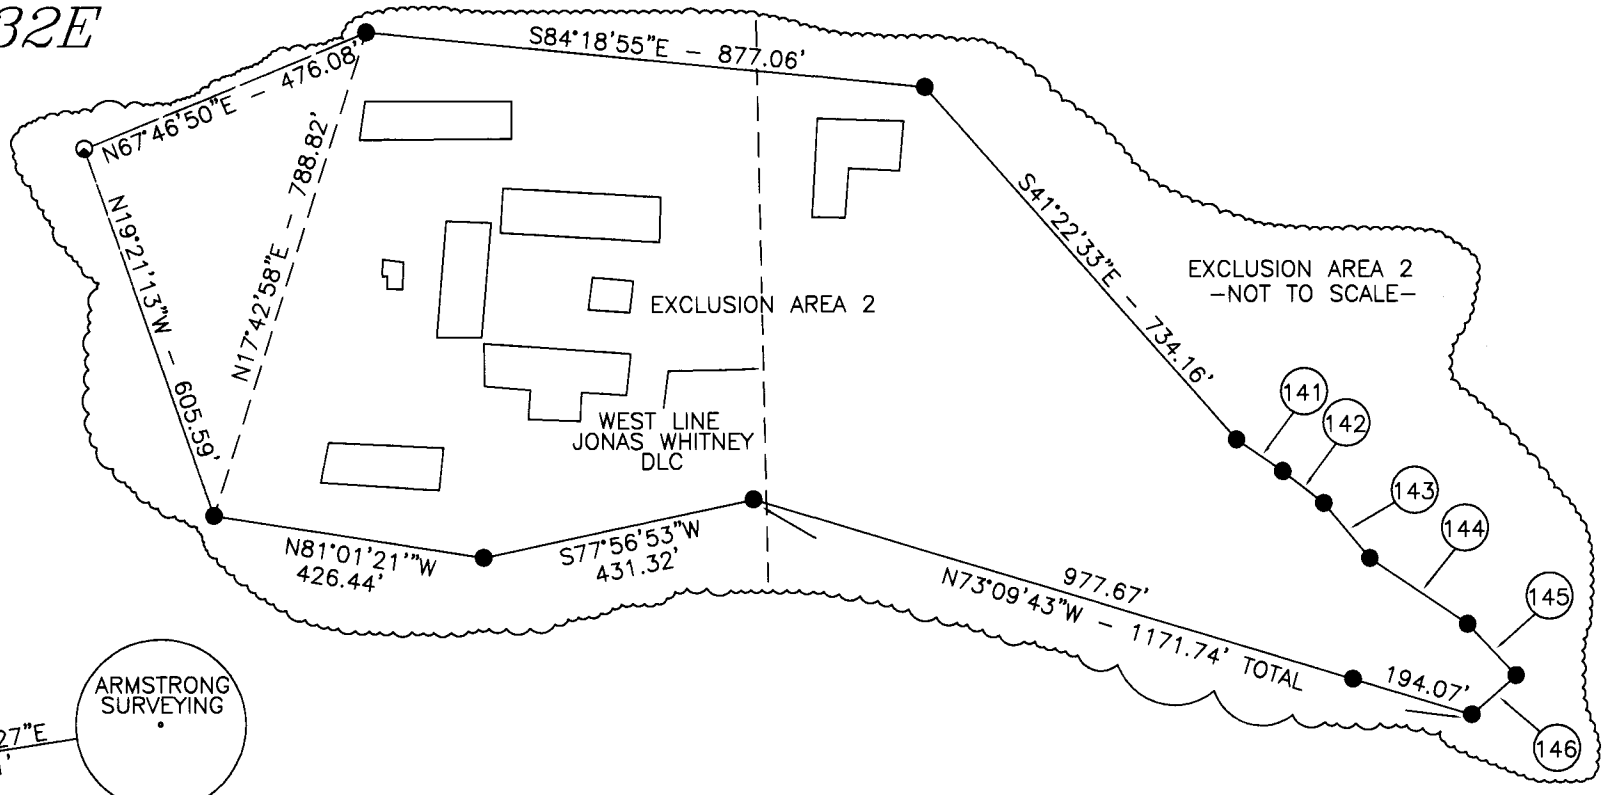 32E
S84°18'55"E - 877.06'
N67°46'50"E - 476.08'
N17°42'58"E - 788.82'
N19°21'13"W - 605.59'
S41°22'33"E - 734.16'
EXCLUSION AREA 2
-NOT TO SCALE-
EXCLUSION AREA 2
WEST LINE
JONAS WHITNEY
DLC
141
142
143
144
145
146
N81°01'21'"W
426.44'
S77°56'53"W
431.32'
977.67'
N73°09'43"W - 1171.74' TOTAL
194.07'
ARMSTRONG
SURVEYING
27"E